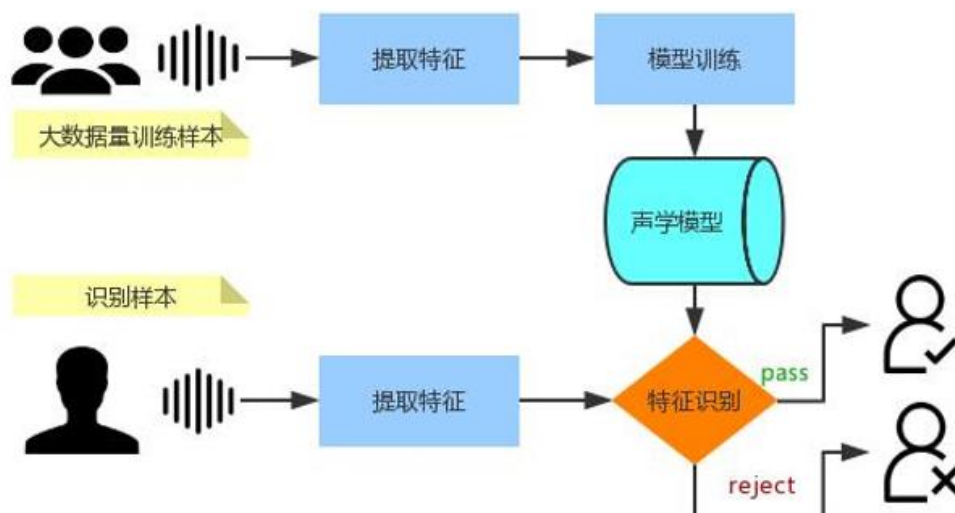 提取特征
模型训练
大数据量训练样本
声学模型
识别样本
提取特征
特征识别
pass
reject